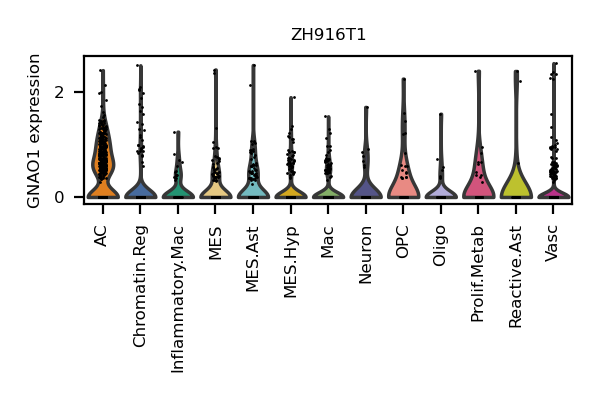 ZH916T1
GNAO1 expression
2
0
AC
Chromatin.Reg
Inflammatory.Mac
MES
MES.Ast
MES.Hyp
Mac
Neuron
OPC
Oligo
Prolif.Metab
Reactive.Ast
Vasc